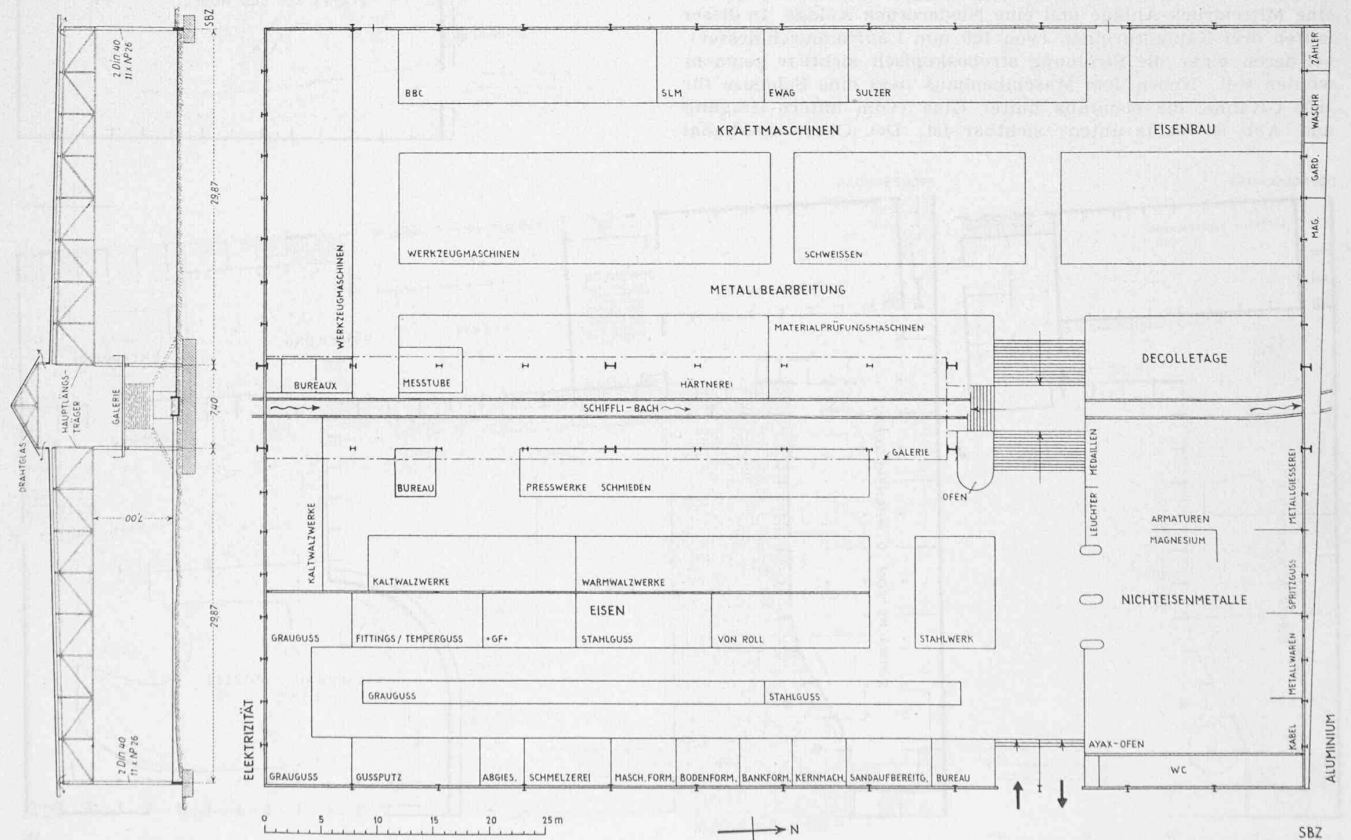 SBZ
2 Din 40
11 x NP 26
29,87
HAUPTLÄNGS-
TRÄGER
GALERIE
7,40
DRAHTGLAS
7,00
29,87
2 Din 40
11 x NP 26
BBC
SLM
EWAG
SULZER
ZÄHLER
WASCHR.
GARD.
MAG.
KRAFTMASCHINEN
EISENBAU
WERKZEUGMASCHINEN
WERKZEUGMASCHINEN
SCHWEISSEN
METALLBEARBEITUNG
MATERIALPRÜFUNGSMASCHINEN
DECOLLETAGE
BUREAUX
MESSTUBE
HÄRTNEREI
SCHIFFLI-BACH
GALERIE
BUREAU
PRESSWERKE SCHMIEDEN
OFEN
MEDAILLEN
LEUCHTER
METALLGIESSEREI
ARMATUREN
MAGNESIUM
KALTWALZWERKE
KALTWALZWERKE
WARMWALZWERKE
SPRITZGUSS
NICHTEISENMETALLE
EISEN
GRAUGUSS
FITTINGS / TEMPERGUSS
+GF+
STAHLGUSS
VON ROLL
STAHLWERK
METALLWAREN
GRAUGUSS
STAHLGUSS
ELEKTRIZITÄT
KABEL
ALUMINIUM
AYAX-OFEN
WC
GRAUGUSS
GUSSPUTZ
ABGIES.
SCHMELZEREI
MASCH.FORM.
BODENFORM.
BANKFORM.
KERNMACH.
SANDAUFBEREITG.
BUREAU
0 5 10 15 20 25 m
N
SBZ